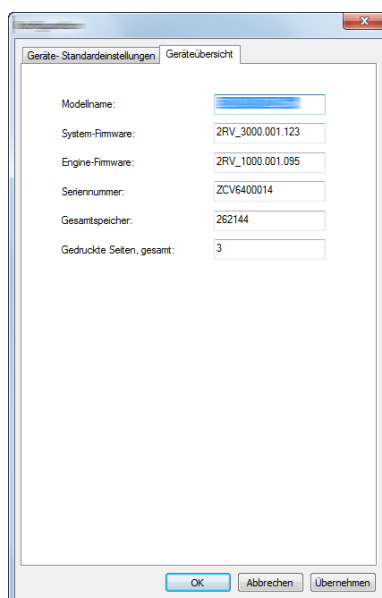 Geräte- Standardeinstellungen Geräteübersicht
Modellname:
System-Firmware: 2RV_3000.001.123
Engine-Firmware: 2RV_1000.001.095
Seriennummer: ZCV6400014
Gesamtspeicher: 262144
Gedruckte Seiten, gesamt: 3
OK Abbrechen Übernehmen